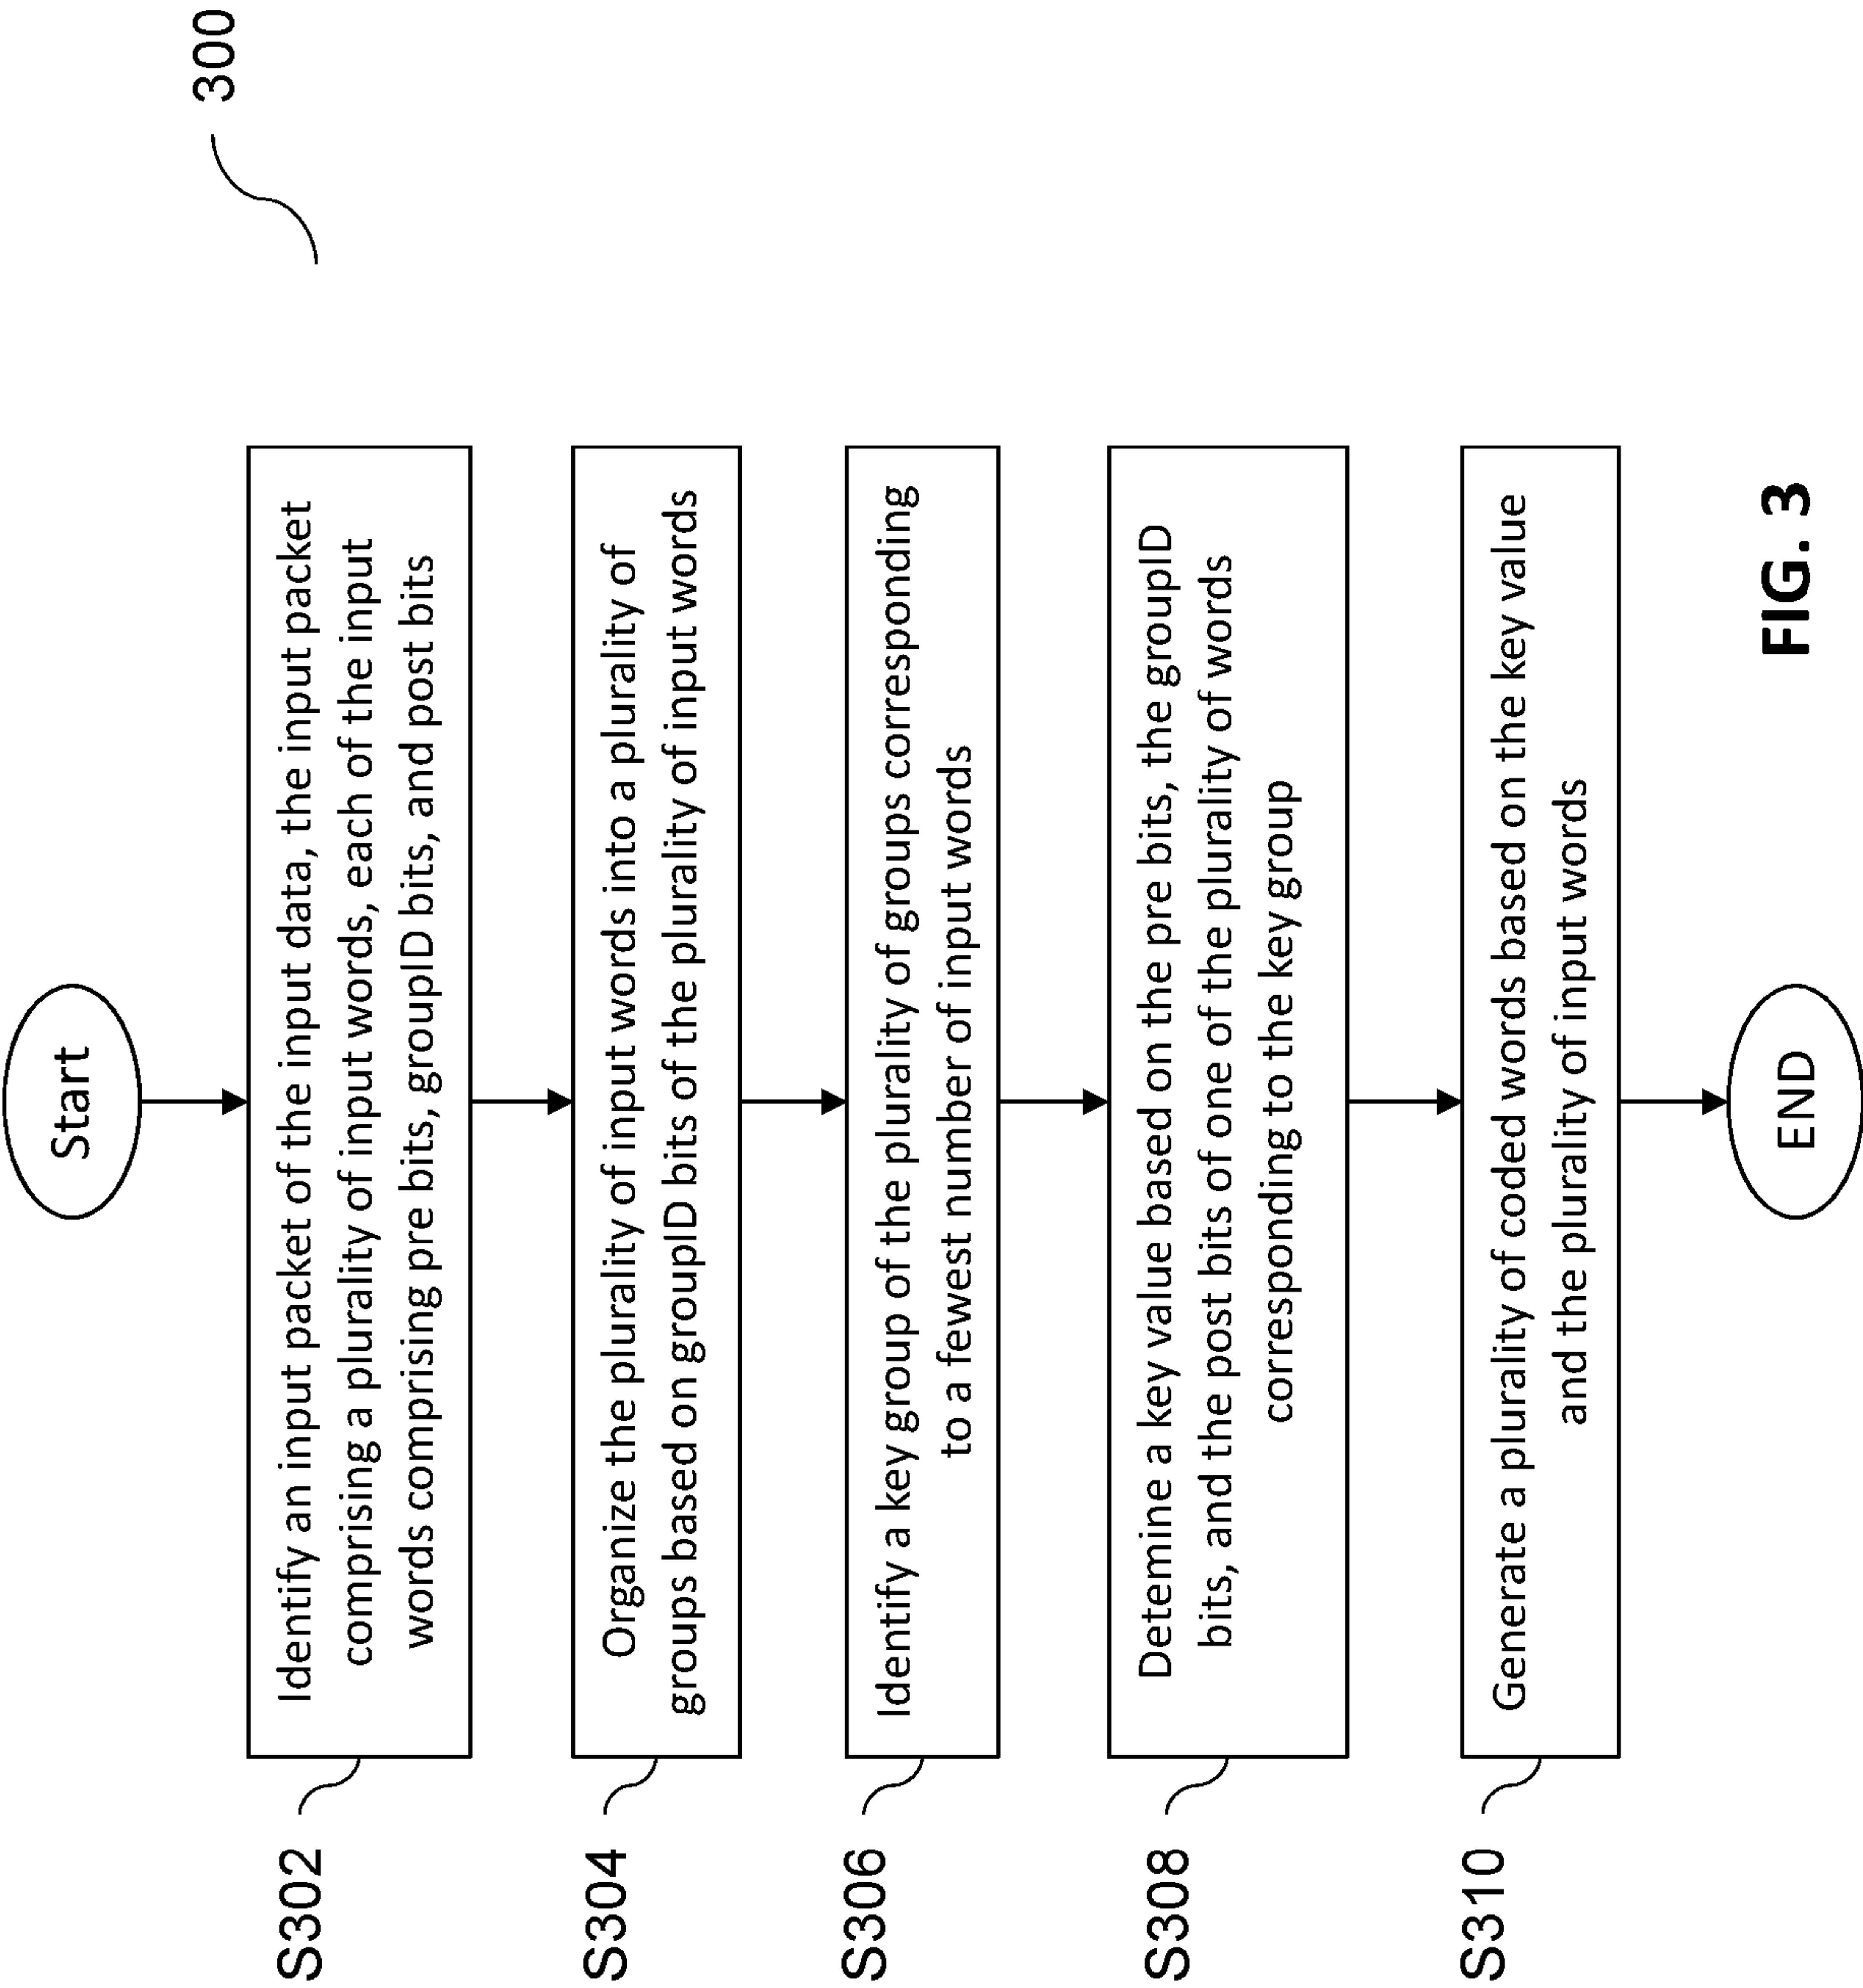 300
Start
S302
Identify an input packet of the input data, the input packet
comprising a plurality of input words, each of the input
words comprising pre bits, groupID bits, and post bits
S304
Organize the plurality of input words into a plurality of
groups based on groupID bits of the plurality of input words
S306
Identify a key group of the plurality of groups corresponding
to a fewest number of input words
S308
Detemine a key value based on the pre bits, the groupID
bits, and the post bits of one of the plurality of words
corresponding to the key group
S310
Generate a plurality of coded words based on the key value
and the plurality of input words
END
FIG. 3